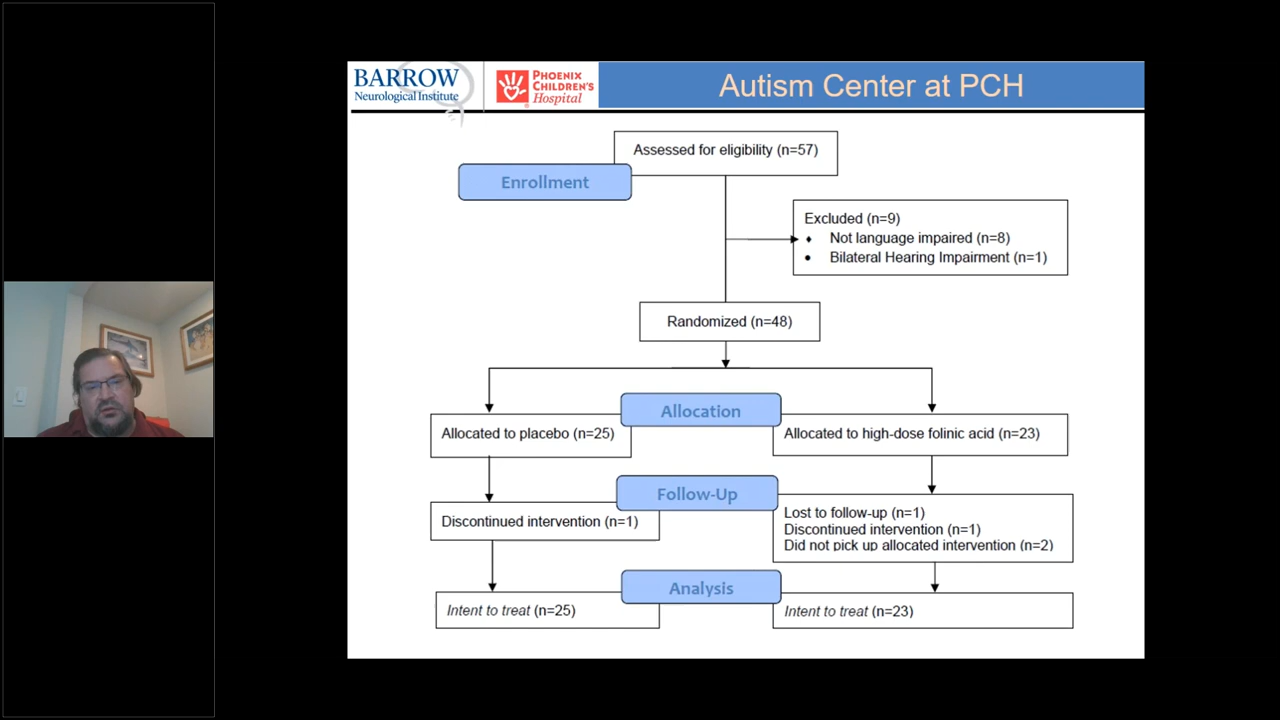 BARROW
Neurological Institute
PHOENIX
CHILDREN'S
Hospital
Autism Center at PCH
Assessed for eligibility (n=57)
Enrollment
Excluded (n=9)
♦ Not language impaired (n=8)
• Bilateral Hearing Impairment (n=1)
Randomized (n=48)
Allocation
Allocated to placebo (n=25)
Allocated to high-dose folinic acid (n=23)
Follow-Up
Discontinued intervention (n=1)
Lost to follow-up (n=1)
Discontinued intervention (n=1)
Did not pick up allocated intervention (n=2)
Analysis
Intent to treat (n=25)
Intent to treat (n=23)